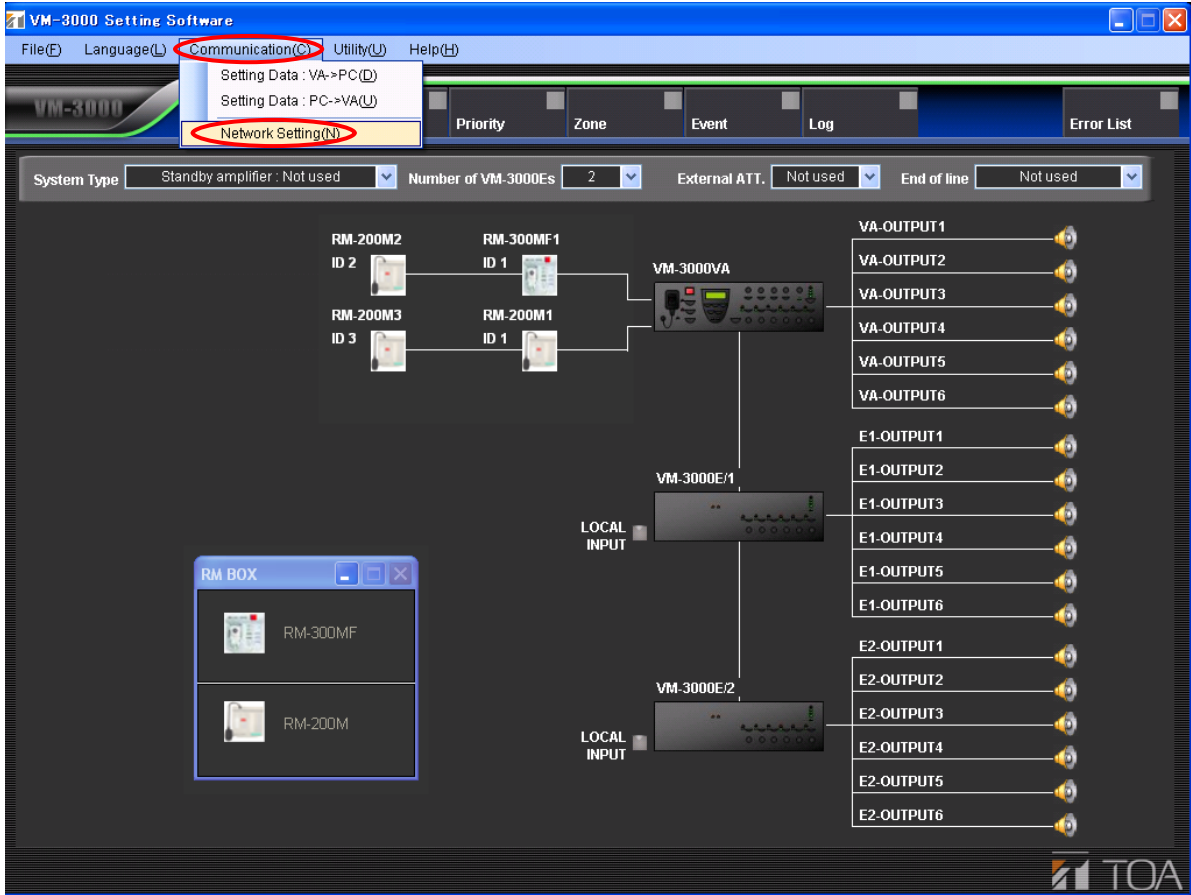 VM-3000 Setting Software
File(F) Language(L) Communication(C) Utility(U) Help(H)
Setting Data : VA->PC(D)
Setting Data : PC->VA(U)
Network Setting(N)
VM-3000
Priority Zone Event Log Error List
System Type Standby amplifier : Not used Number of VM-3000Es 2 External ATT. Not used End of line Not used
RM-200M2
ID 2
RM-300MF1
ID 1
RM-200M3
ID 3
RM-200M1
ID 1
VM-3000VA
VA-OUTPUT1
VA-OUTPUT2
VA-OUTPUT3
VA-OUTPUT4
VA-OUTPUT5
VA-OUTPUT6
VM-3000E/1
LOCAL
INPUT
E1-OUTPUT1
E1-OUTPUT2
E1-OUTPUT3
E1-OUTPUT4
E1-OUTPUT5
E1-OUTPUT6
RM BOX
RM-300MF
RM-200M
VM-3000E/2
LOCAL
INPUT
E2-OUTPUT1
E2-OUTPUT2
E2-OUTPUT3
E2-OUTPUT4
E2-OUTPUT5
E2-OUTPUT6
TOA